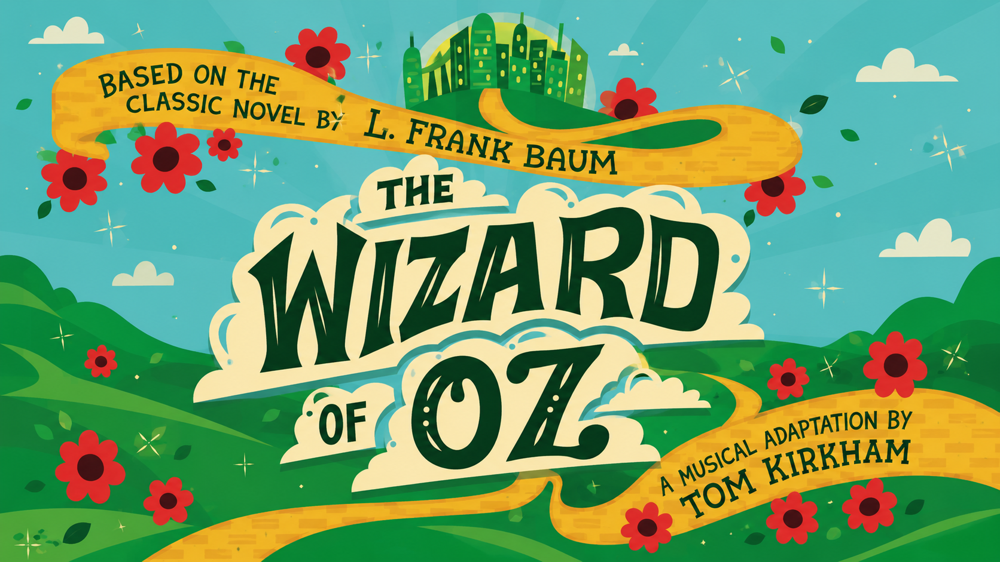 BASED ON THE
CLASSIC NOVEL BY L. FRANK BAUM
THE
WIZARD
OF OZ
A MUSICAL ADAPTATION BY
TOM KIRKHAM